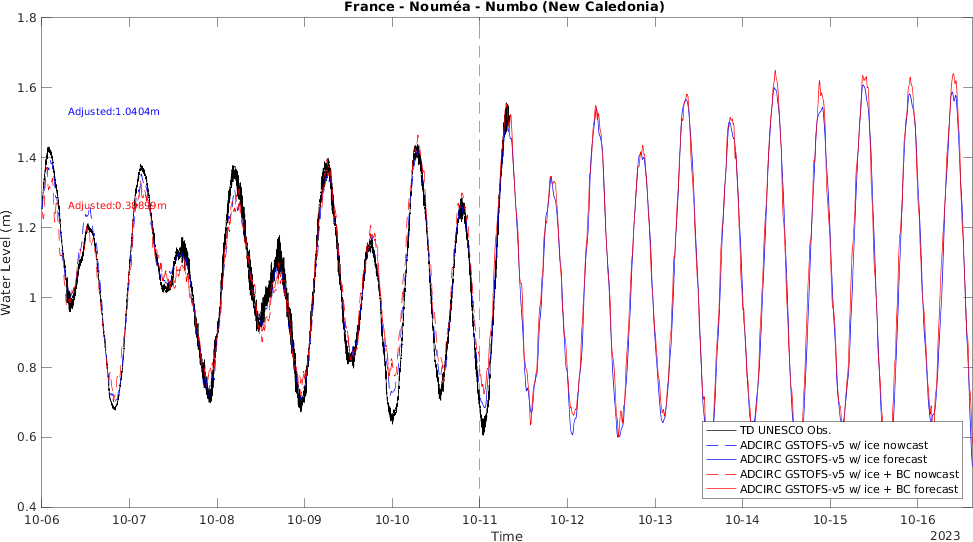 France - Nouméa - Numbo (New Caledonia)
1.8
1.6
1.4
1.2
1
0.8
0.6
0.4
Water Level (m)
Adjusted:1.0404m
Adjusted:0.30899m
TD UNESCO Obs.
ADCIRC GSTOFS-v5 w/ ice nowcast
ADCIRC GSTOFS-v5 w/ ice forecast
ADCIRC GSTOFS-v5 w/ ice + BC nowcast
ADCIRC GSTOFS-v5 w/ ice + BC forecast
10-06 10-07 10-08 10-09 10-10 10-11 10-12 10-13 10-14 10-15 10-16
Time
2023